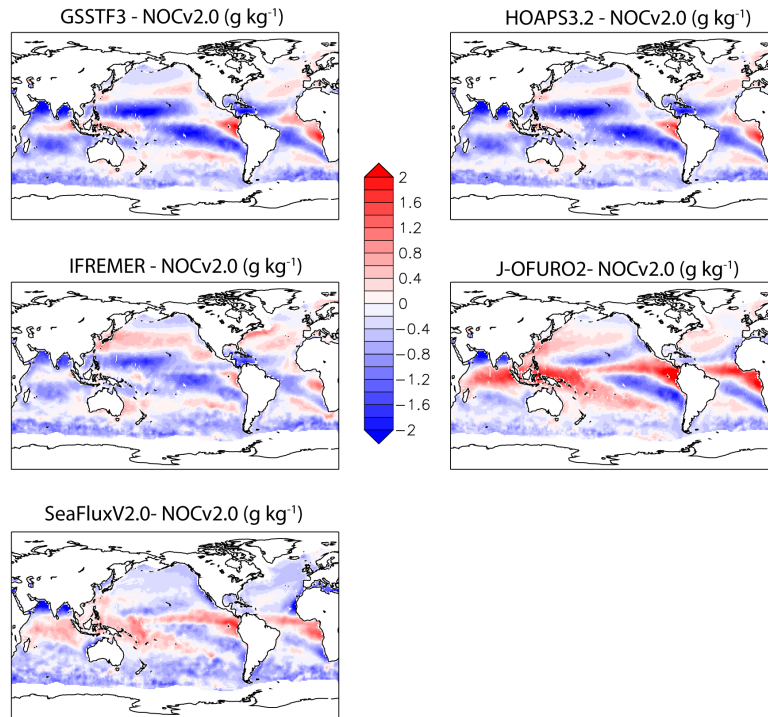 GSSTF3 - NOCv2.0 (g kg⁻¹)
HOAPS3.2 - NOCv2.0 (g kg⁻¹)
2
1.6
1.2
0.8
0.4
0
−0.4
−0.8
−1.2
−1.6
−2
IFREMER - NOCv2.0 (g kg⁻¹)
J-OFURO2- NOCv2.0 (g kg⁻¹)
SeaFluxV2.0- NOCv2.0 (g kg⁻¹)